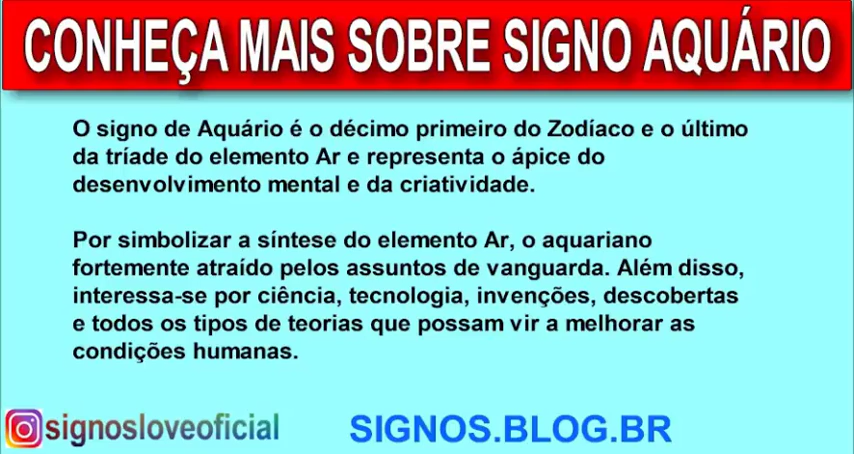 CONHEÇA MAIS SOBRE SIGNO AQUÁRIO
O signo de Aquário é o décimo primeiro do Zodíaco e o último
da tríade do elemento Ar e representa o ápice do
desenvolvimento mental e da criatividade.
Por simbolizar a síntese do elemento Ar, o aquariano
fortemente atraído pelos assuntos de vanguarda. Além disso,
interessa-se por ciência, tecnologia, invenções, descobertas
e todos os tipos de teorias que possam vir a melhorar as
condições humanas.
signosloveoficial
SIGNOS.BLOG.BR